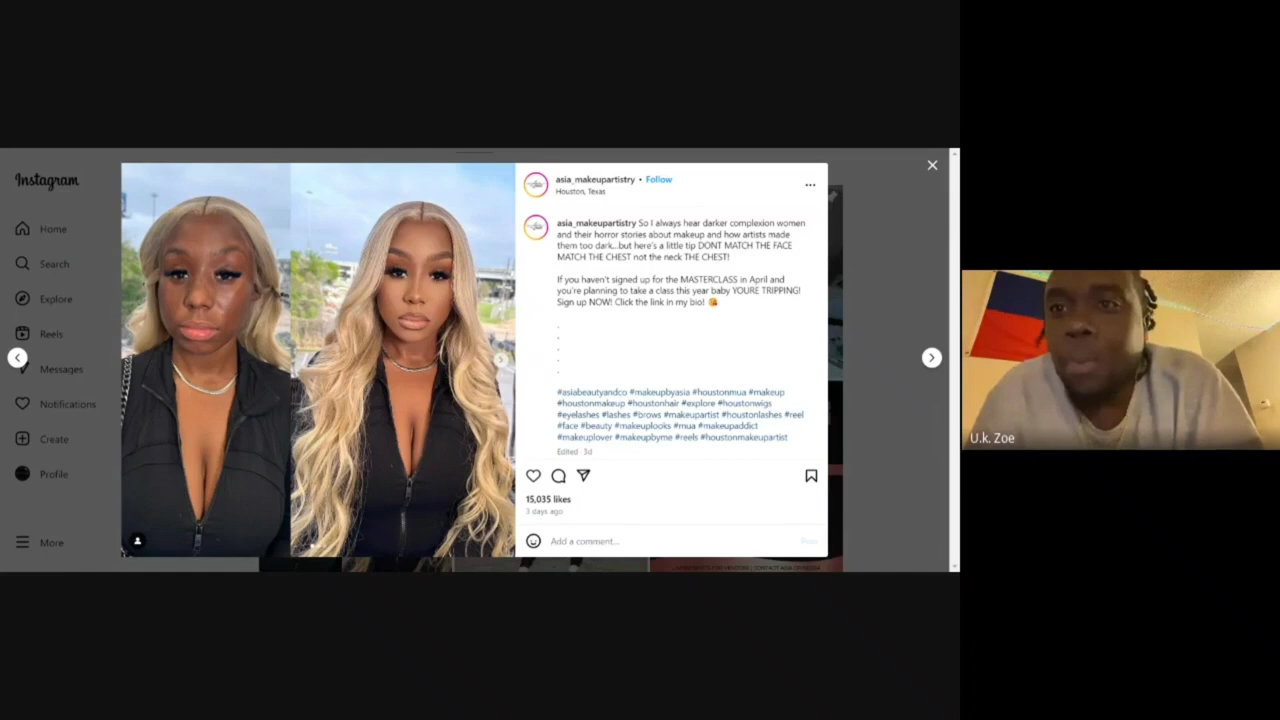 Instagram
Home
Search
Explore
Reels
Messages
Notifications
Create
Profile
More
asia_makeupartistry • Follow
Houston, Texas
asia_makeupartistry So I always hear darker complexion women
and their horror stories about makeup and how artists made
them too dark...but here's a little tip DONT MATCH THE FACE
MATCH THE CHEST not the neck THE CHEST!
If you haven't signed up for the MASTERCLASS in April and
you're planning to take a class this year baby YOURE TRIPPING!
Sign up NOW! Click the link in my bio!
.
.
.
.
.
#asiabeautyandco #makeupbyasia #houstonmua #makeup
#houstonmakeup #houstonhair #explore #houstonwigs
#eyelashes #lashes #brows #makeupartist #houstonlashes #reel
#face #beauty #makeuplooks #mua #makeupaddict
#makeuplover #makeupbyme #reels #houstonmakeupartist
Edited · 3d
15,035 likes
3 days ago
Add a comment...
Post
U.k. Zoe